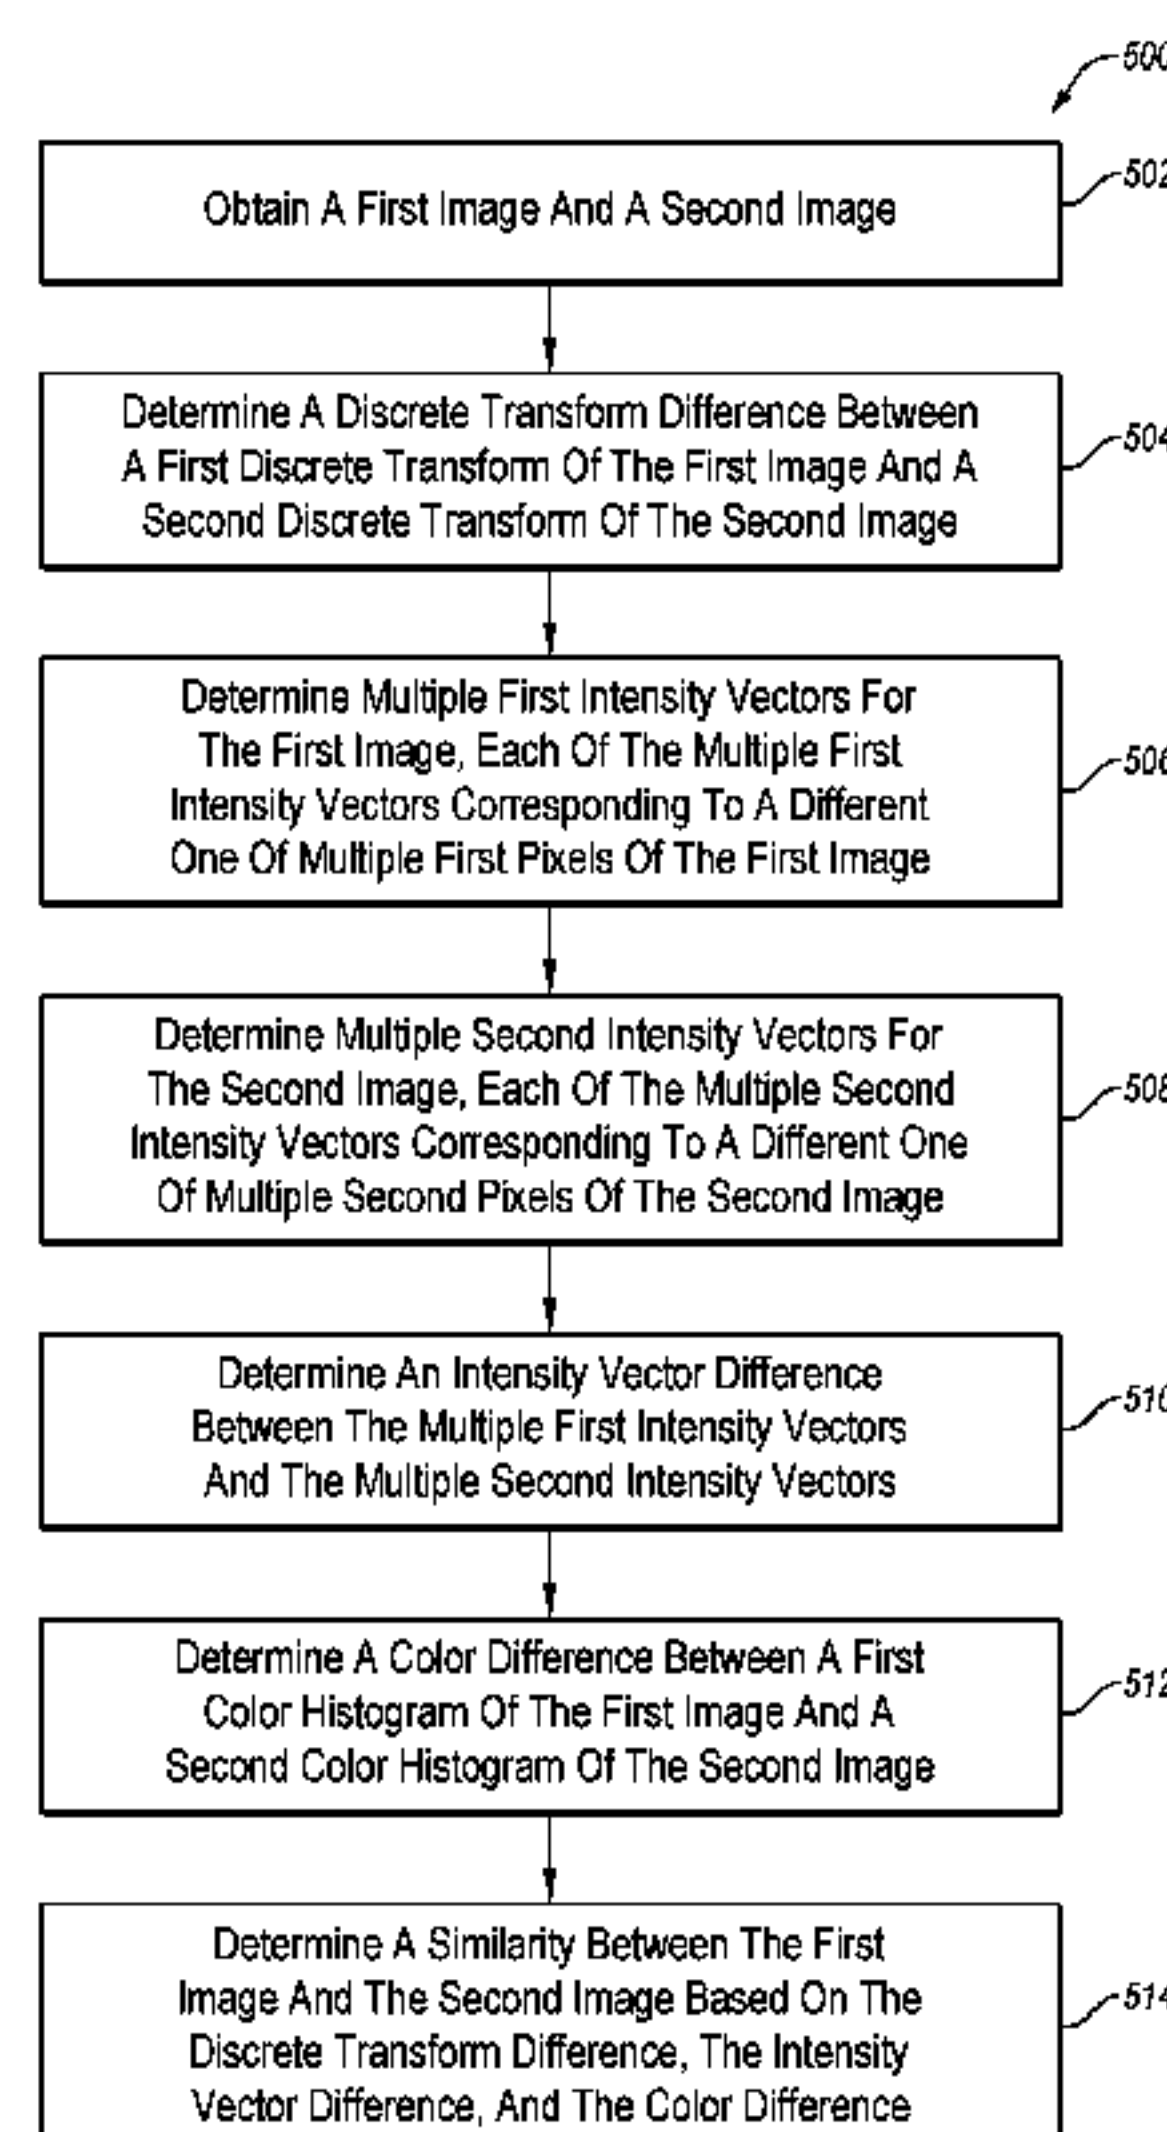 500
502
Obtain A First Image And A Second Image
504
Determine A Discrete Transform Difference Between
A First Discrete Transform Of The First Image And A
Second Discrete Transform Of The Second Image
506
Determine Multiple First Intensity Vectors For
The First Image, Each Of The Multiple First
Intensity Vectors Corresponding To A Different
One Of Multiple First Pixels Of The First Image
508
Determine Multiple Second Intensity Vectors For
The Second Image, Each Of The Multiple Second
Intensity Vectors Corresponding To A Different One
Of Multiple Second Pixels Of The Second Image
510
Determine An Intensity Vector Difference
Between The Multiple First Intensity Vectors
And The Multiple Second Intensity Vectors
512
Determine A Color Difference Between A First
Color Histogram Of The First Image And A
Second Color Histogram Of The Second Image
514
Determine A Similarity Between The First
Image And The Second Image Based On The
Discrete Transform Difference, The Intensity
Vector Difference, And The Color Difference